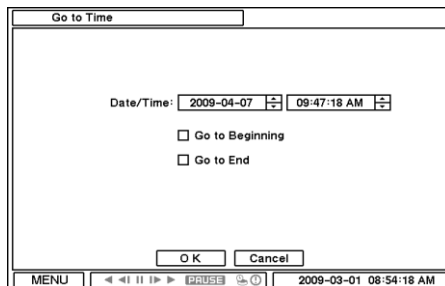 Go to Time
Date/Time: 2009-04-07 09:47:18 AM
Go to Beginning
Go to End
OK Cancel
MENU PAUSE 2009-03-01 08:54:18 AM